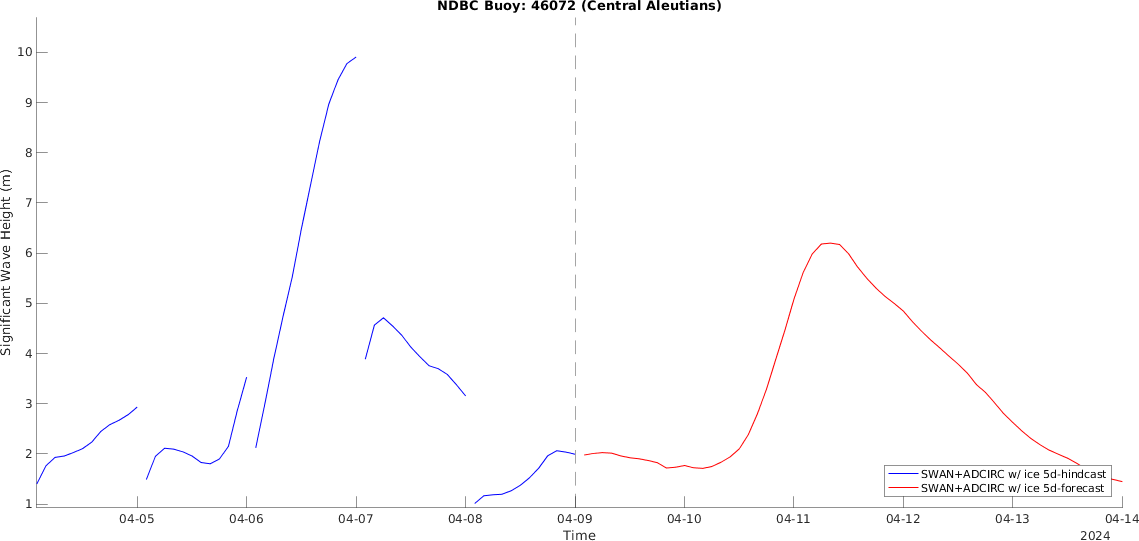 NDBC Buoy: 46072 (Central Aleutians)
10
9
8
7
6
5
4
3
2
1
Significant Wave Height (m)
SWAN+ADCIRC w/ ice 5d-hindcast
SWAN+ADCIRC w/ ice 5d-forecast
04-05 04-06 04-07 04-08 04-09 04-10 04-11 04-12 04-13 04-14
Time
2024